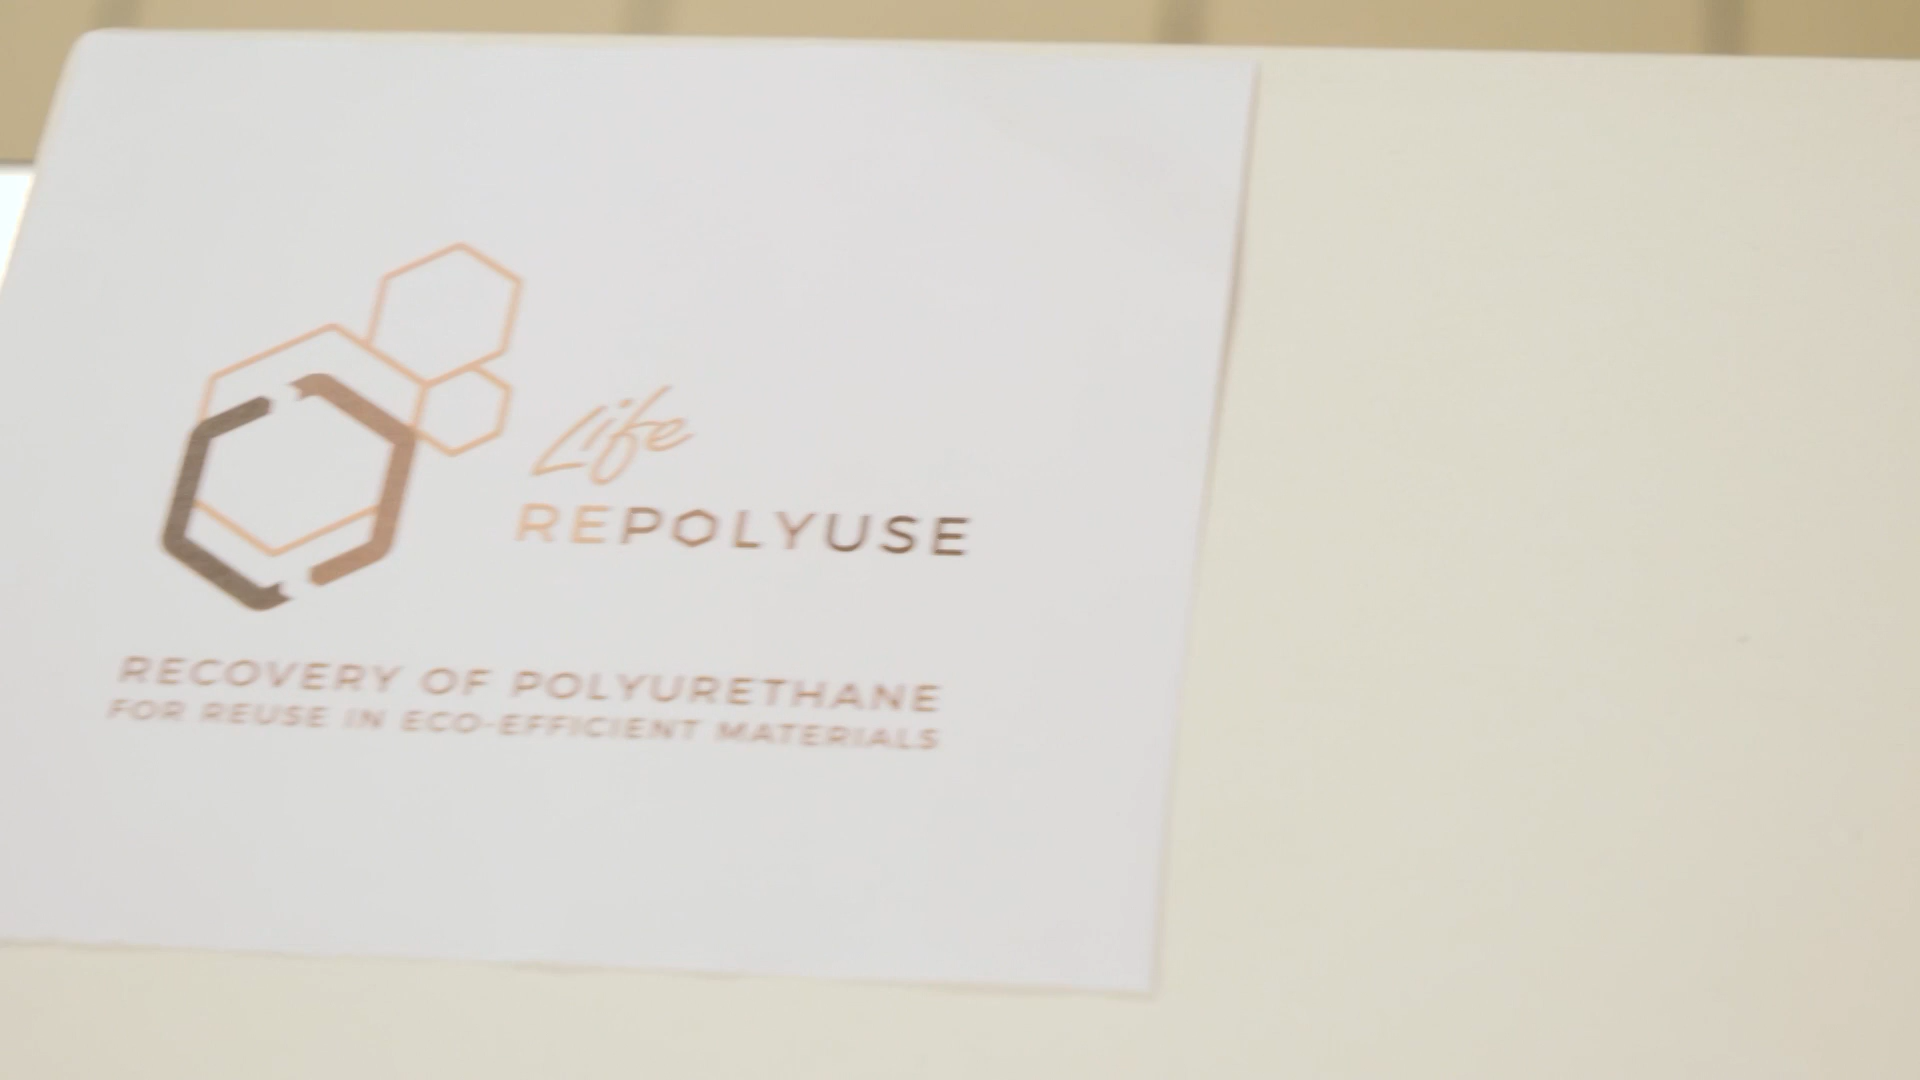 Life
REPOLYUSE
RECOVERY OF POLYURETHANE
FOR REUSE IN ECO-EFFICIENT MATERIALS